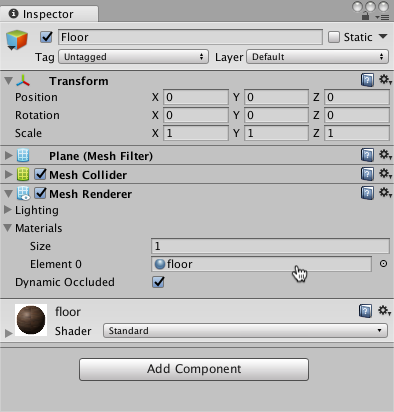 Inspector
Floor Static
Tag Untagged Layer Default
Transform
Position X 0 Y 0 Z 0
Rotation X 0 Y 0 Z 0
Scale X 1 Y 1 Z 1
Plane (Mesh Filter)
Mesh Collider
Mesh Renderer
Lighting
Materials
Size 1
Element 0 floor
Dynamic Occluded
floor
Shader Standard
Add Component